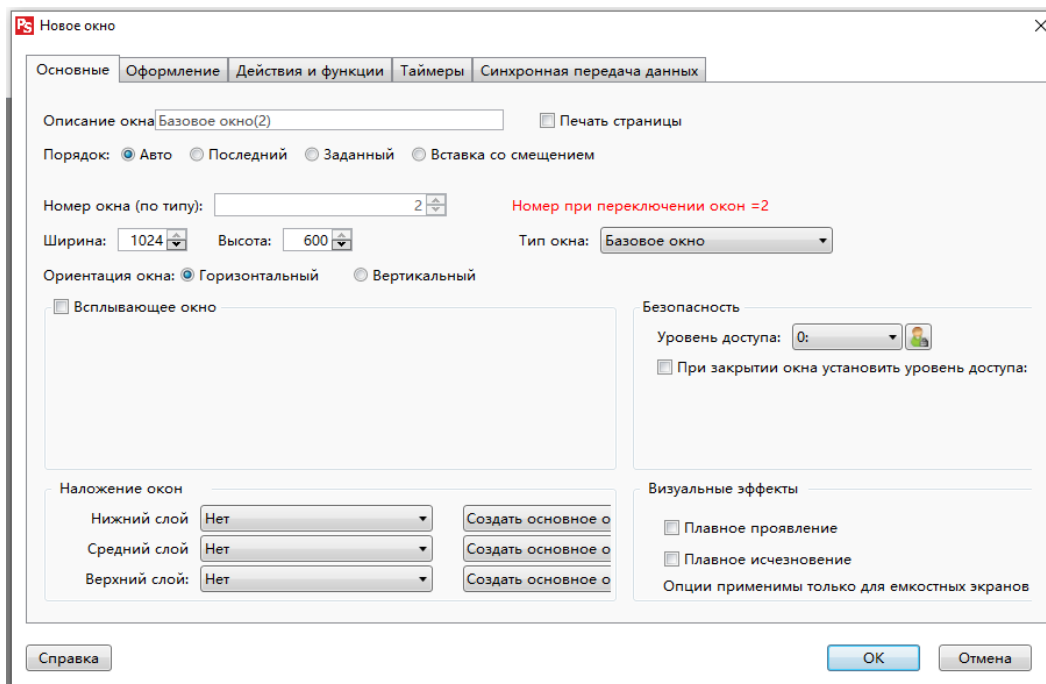 PS Новое окно
Основные Оформление Действия и функции Таймеры Синхронная передача данных
Описание окна Базовое окно(2) Печать страницы
Порядок: Авто Последний Заданный Вставка со смещением
Номер окна (по типу): 2 Номер при переключении окон =2
Ширина: 1024 Высота: 600 Тип окна: Базовое окно
Ориентация окна: Горизонтальный Вертикальный
Всплывающее окно
Безопасность
Уровень доступа: 0:
При закрытии окна установить уровень доступа:
Наложение окон
Нижний слой Нет Создать основное о
Средний слой Нет Создать основное о
Верхний слой: Нет Создать основное о
Визуальные эффекты
Плавное проявление
Плавное исчезновение
Опции применимы только для емкостных экранов
Справка OK Отмена